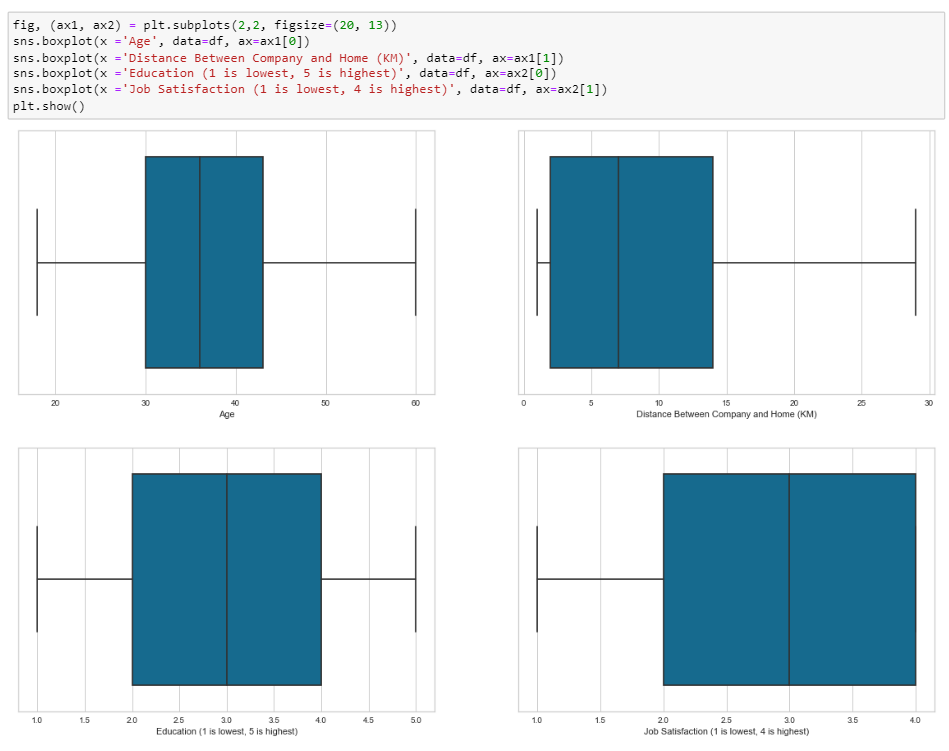 fig, (ax1, ax2) = plt.subplots(2,2, figsize=(20, 13))
sns.boxplot(x ='Age', data=df, ax=ax1[0])
sns.boxplot(x ='Distance Between Company and Home (KM)', data=df, ax=ax1[1])
sns.boxplot(x ='Education (1 is lowest, 5 is highest)', data=df, ax=ax2[0])
sns.boxplot(x ='Job Satisfaction (1 is lowest, 4 is highest)', data=df, ax=ax2[1])
plt.show()
20 30 40 50 60
Age
0 5 10 15 20 25 30
Distance Between Company and Home (KM)
1.0 1.5 2.0 2.5 3.0 3.5 4.0 4.5 5.0
Education (1 is lowest, 5 is highest)
1.0 1.5 2.0 2.5 3.0 3.5 4.0
Job Satisfaction (1 is lowest, 4 is highest)